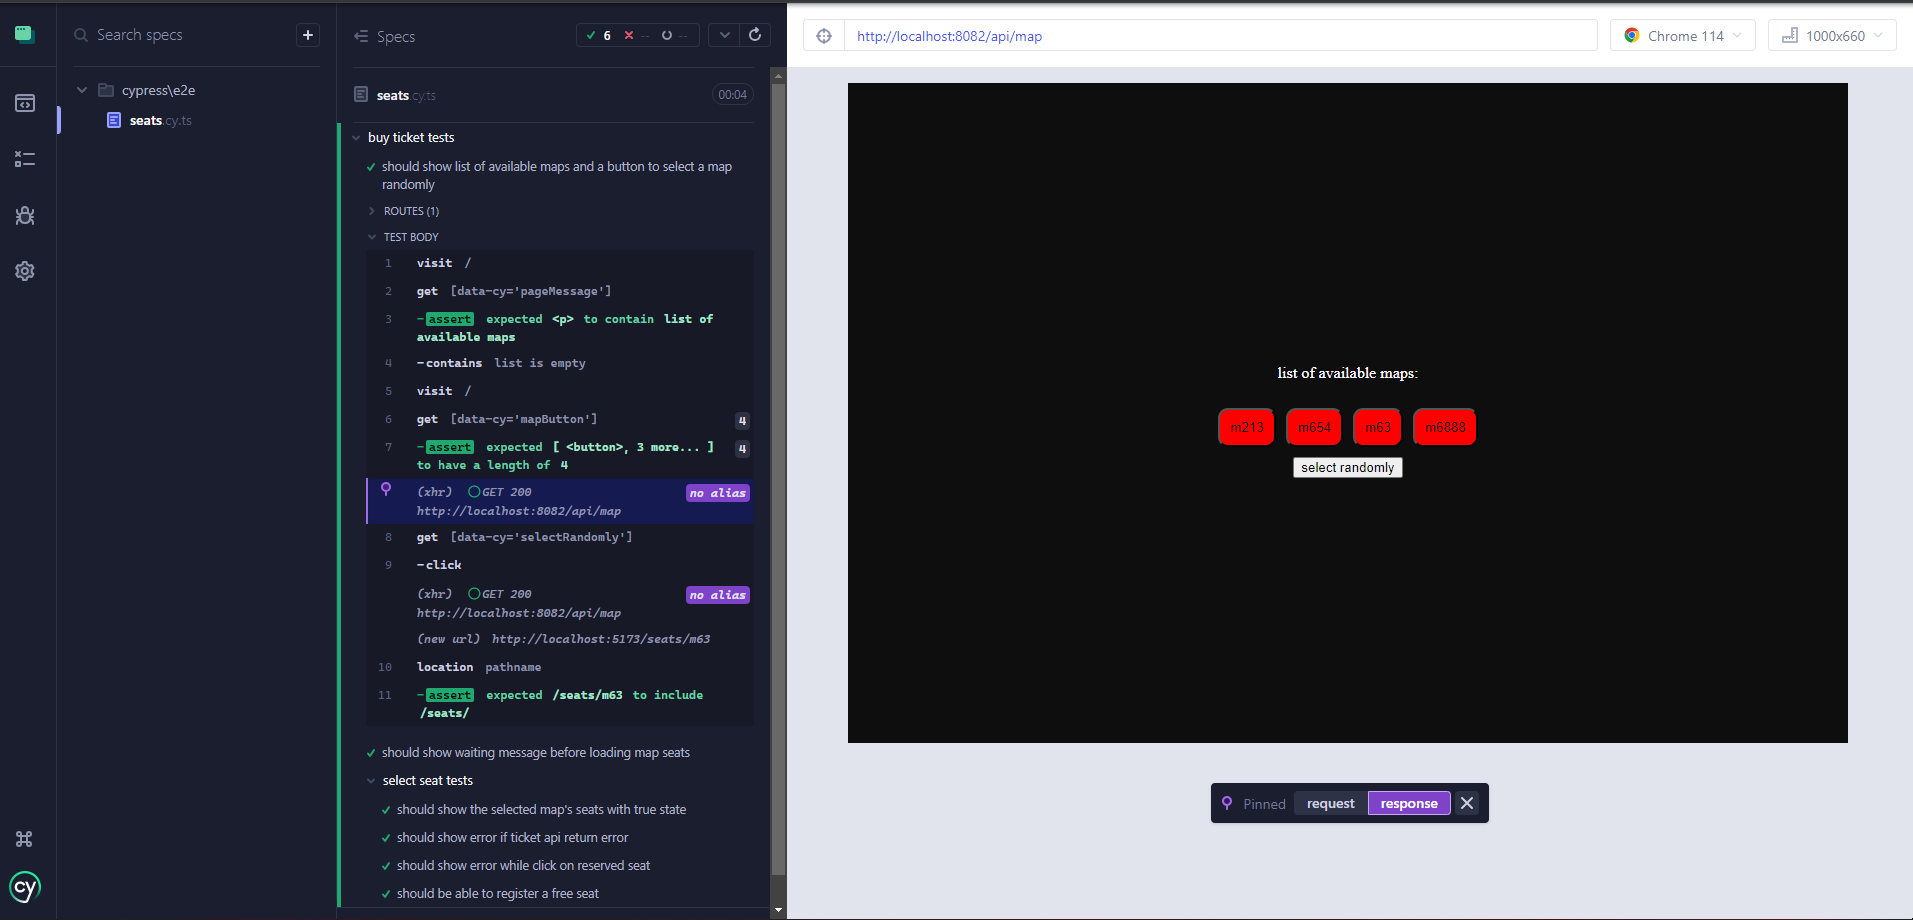 Search specs
+
cypress\e2e
seats.cy.ts
Specs
6 -- --
seats.cy.ts
00:04
buy ticket tests
should show list of available maps and a button to select a map
randomly
ROUTES (1)
TEST BODY
1 visit /
2 get [data-cy='pageMessage']
3 -assert expected <p> to contain list of
available maps
4 -contains list is empty
5 visit /
6 get [data-cy='mapButton'] 4
7 -assert expected [ <button>, 3 more... ] 4
to have a length of 4
(xhr) GET 200 no alias
http://localhost:8082/api/map
8 get [data-cy='selectRandomly']
9 -click
(xhr) GET 200 no alias
http://localhost:8082/api/map
(new url) http://localhost:5173/seats/m63
10 location pathname
11 -assert expected /seats/m63 to include
/seats/
should show waiting message before loading map seats
select seat tests
should show the selected map's seats with true state
should show error if ticket api return error
should show error while click on reserved seat
should be able to register a free seat
cy
http://localhost:8082/api/map
Chrome 114
1000x660
list of available maps:
m213 m654 m63 m6888
select randomly
Pinned request response